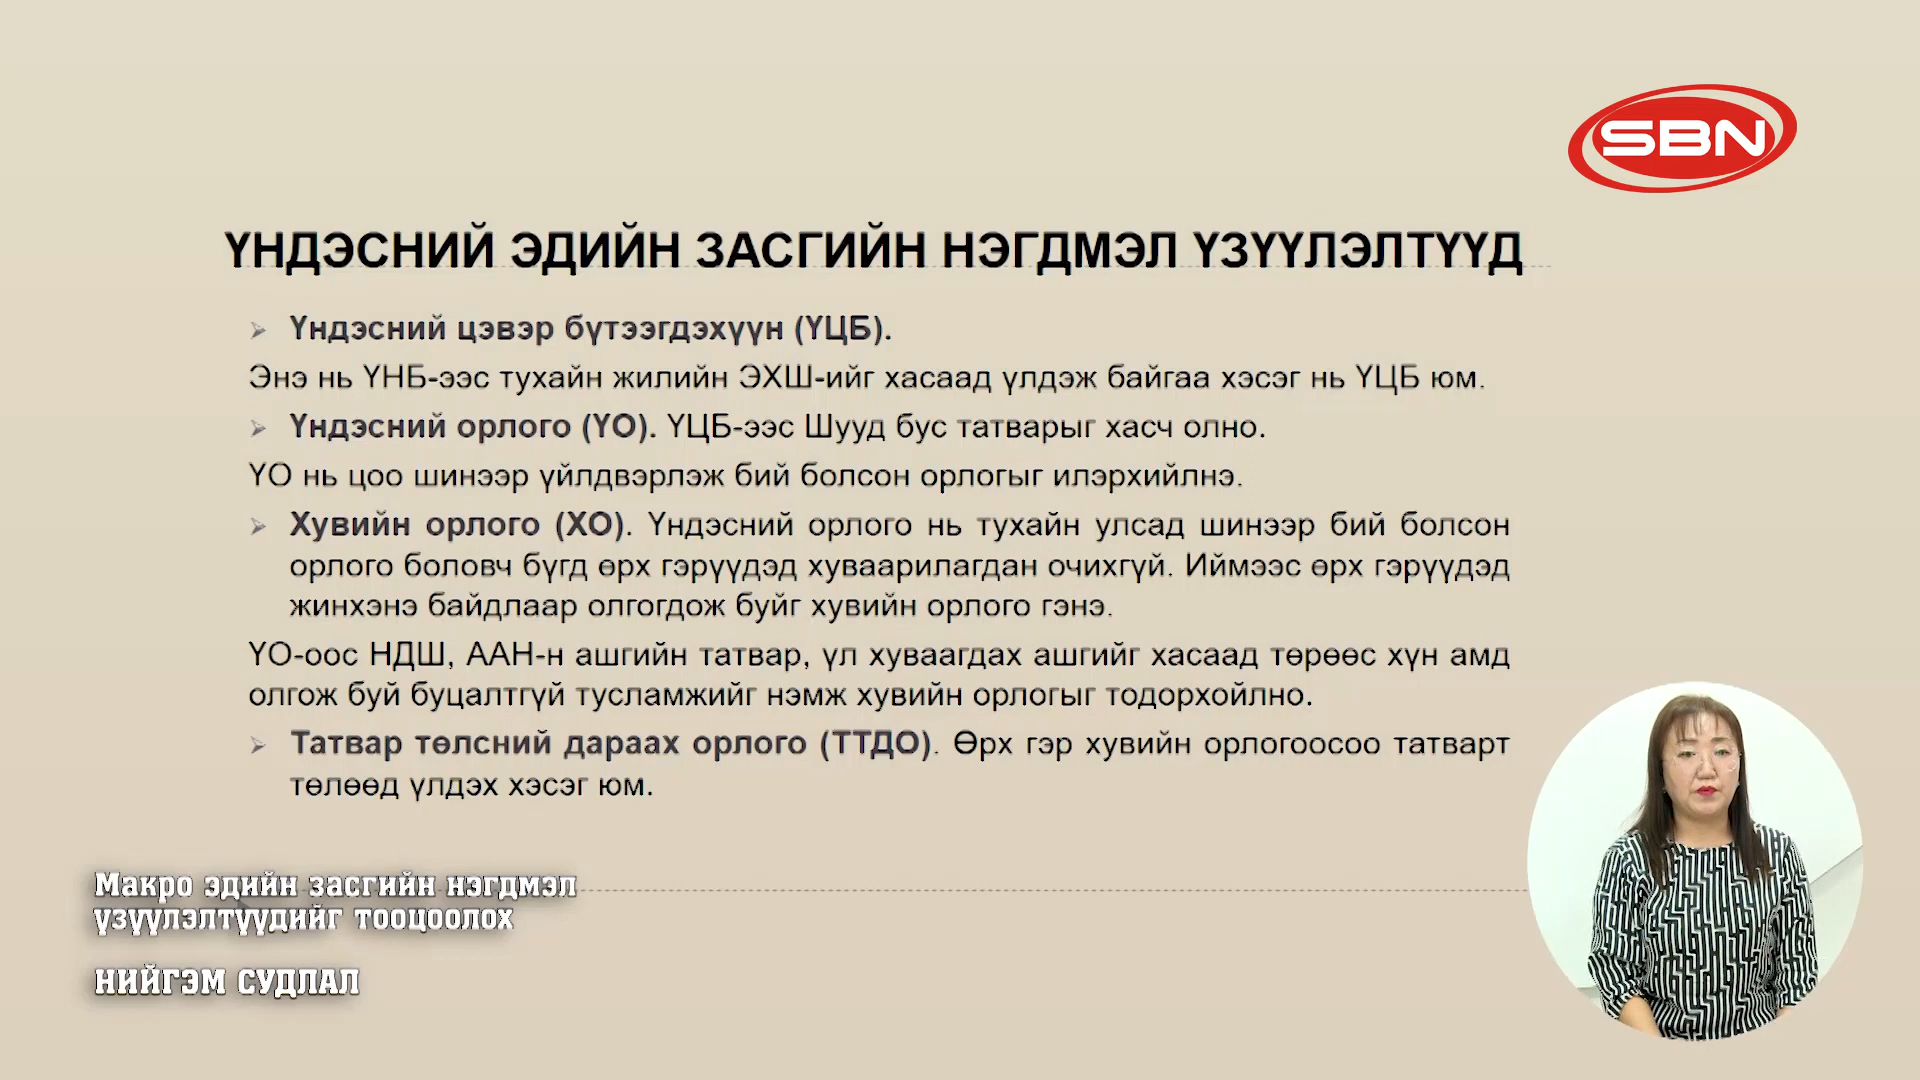 SBN
ҮНДЭСНИЙ ЭДИЙН ЗАСГИЙН НЭГДМЭЛ ҮЗҮҮЛЭЛТҮҮД
Үндэсний цэвэр бүтээгдэхүүн (ҮЦБ).
Энэ нь ҮНБ-ээс тухайн жилийн ЭХШ-ийг хасаад үлдэж байгаа хэсэг нь ҮЦБ юм.
Үндэсний орлого (ҮО). ҮЦБ-ээс Шууд бус татварыг хасч олно.
ҮО нь цоо шинээр үйлдвэрлэж бий болсон орлогыг илэрхийлнэ.
Хувийн орлого (ХО). Үндэсний орлого нь тухайн улсад шинээр бий болсон
орлого боловч бүгд өрх гэрүүдэд хуваарилагдан очихгүй. Иймээс өрх гэрүүдэд
жинхэнэ байдлаар олгогдож буйг хувийн орлого гэнэ.
ҮО-оос НДШ, ААН-н ашгийн татвар, үл хуваагдах ашгийг хасаад төрөөс хүн амд
олгож буй буцалтгүй тусламжийг нэмж хувийн орлогыг тодорхойлно.
Татвар төлсний дараах орлого (ТТДО). Өрх гэр хувийн орлогоосоо татварт
төлөөд үлдэх хэсэг юм.
Макро эдийн засгийн нэгдмэл
үзүүлэлтүүдийг тооцоолох
НИЙГЭМ СУДЛАЛ